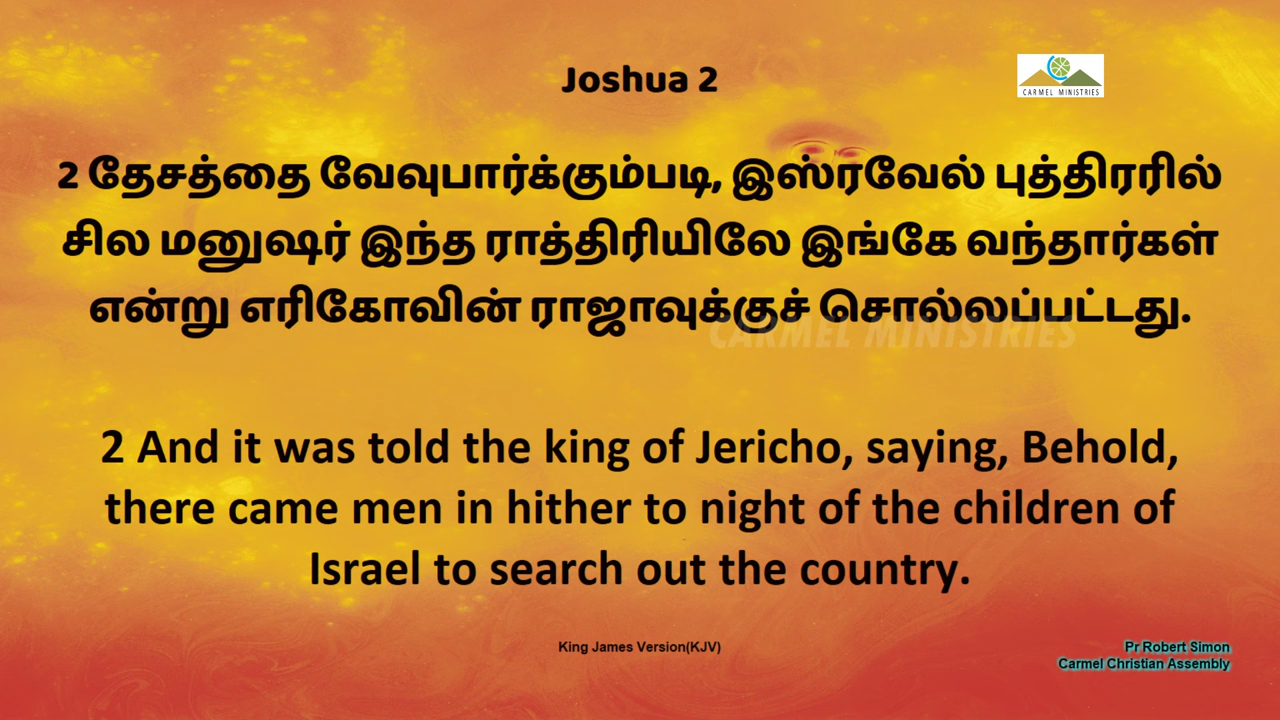 Joshua 2
CARMEL MINISTRIES
2 தேசத்தை வேவுபார்க்கும்படி, இஸ்ரவேல் புத்திரரில்
சில மனுஷர் இந்த ராத்திரியிலே இங்கே வந்தார்கள்
என்று எரிகோவின் ராஜாவுக்குச் சொல்லப்பட்டது.
CARMEL MINISTRIES
2 And it was told the king of Jericho, saying, Behold,
there came men in hither to night of the children of
Israel to search out the country.
King James Version(KJV)
Pr Robert Simon
Carmel Christian Assembly